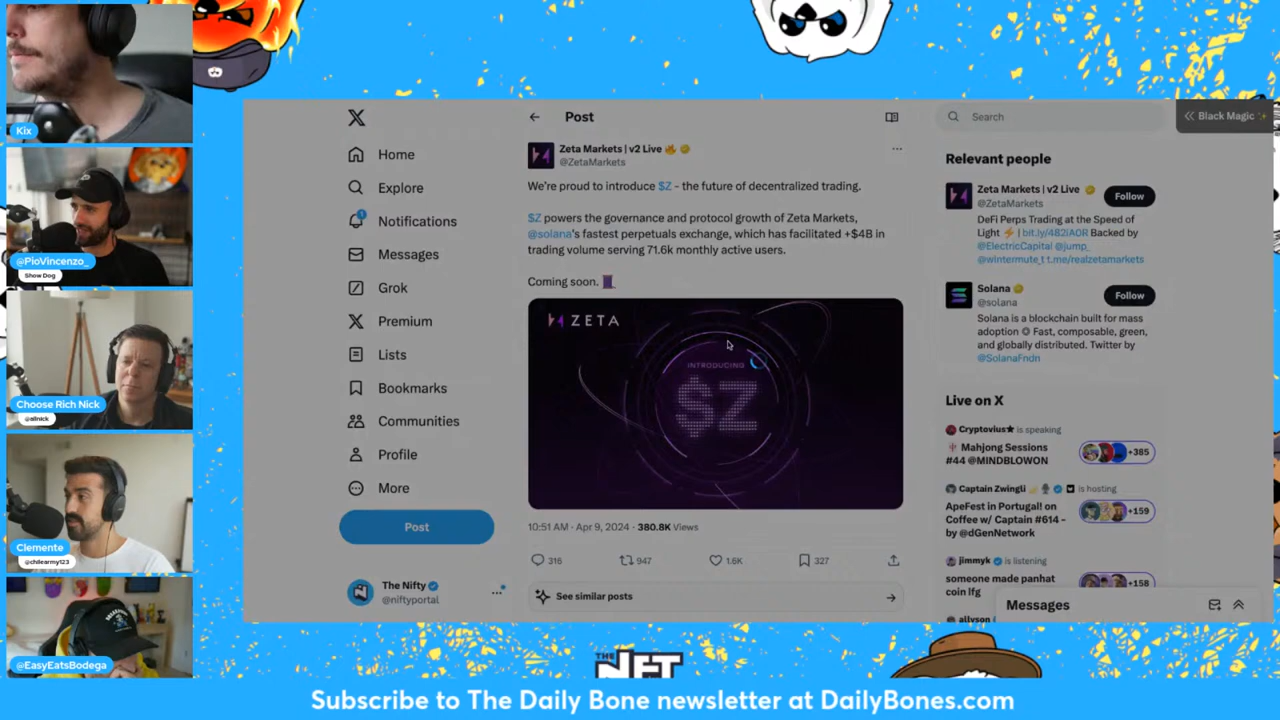 Kix
@PioVincenzo_
Show Dog
Choose Rich Nick
@allnick
Clemente
@chilearmy123
@EasyEatsBodega
Home
Explore
Notifications
1
Messages
Grok
Premium
Lists
Bookmarks
Communities
Profile
More
Post
The Nifty
@niftyportal
Post
Zeta Markets | v2 Live
@ZetaMarkets
We're proud to introduce $Z - the future of decentralized trading.
$Z powers the governance and protocol growth of Zeta Markets,
@solana's fastest perpetuals exchange, which has facilitated +$4B in
trading volume serving 71.6k monthly active users.
Coming soon.
ZETA
INTRODUCING
$Z
10:51 AM · Apr 9, 2024 · 380.8K Views
316 947 1.6K 327
See similar posts
Search
Black Magic
Relevant people
Zeta Markets | v2 Live
@ZetaMarkets
Follow
DeFi Perps Trading at the Speed of
Light | bit.ly/482iA0R Backed by
@ElectricCapital @jump_
@wintermute_t t.me/realzetamarkets
Solana
@solana
Follow
Solana is a blockchain built for mass
adoption Fast, composable, green,
and globally distributed. Twitter by
@SolanaFndn
Live on X
Cryptovius★ is speaking
Mahjong Sessions
#44 @MINDBLOWON
+385
Captain Zwingli is hosting
ApeFest in Portugal! on
Coffee w/ Captain #614 -
by @dGenNetwork
+159
jimmyk is listening
someone made panhat
coin lfg
+158
Messages
THE
NFT
Subscribe to The Daily Bone newsletter at DailyBones.com